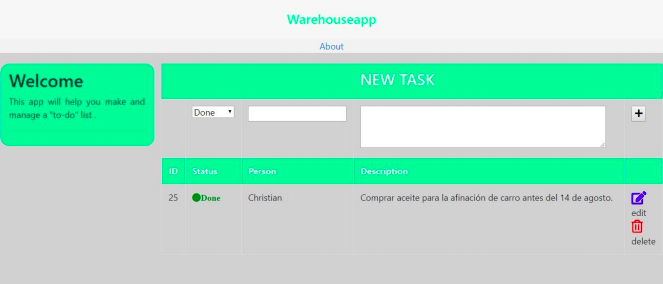 Warehouseapp
About
Welcome
This app will help you make and
manage a "to-do" list .
NEW TASK
Done
ID Status Person Description
25 Done Christian Comprar aceite para la afinación de carro antes del 14 de agosto.
edit
delete